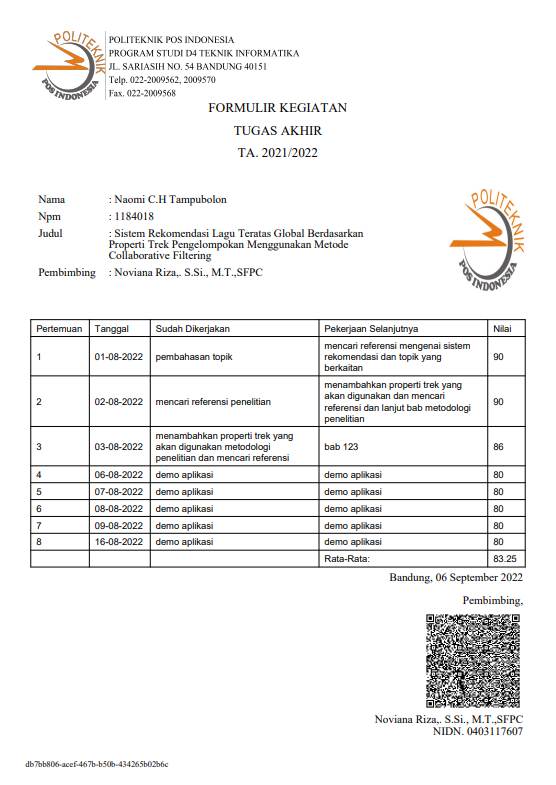 POLITEKNIK
POS INDONESIA
POLITEKNIK POS INDONESIA
PROGRAM STUDI D4 TEKNIK INFORMATIKA
JL. SARIASIH NO. 54 BANDUNG 40151
Telp. 022-2009562, 2009570
Fax. 022-2009568
FORMULIR KEGIATAN
TUGAS AKHIR
TA. 2021/2022
POLITEKNIK
POS INDONESIA
Nama : Naomi C.H Tampubolon
Npm : 1184018
Judul : Sistem Rekomendasi Lagu Teratas Global Berdasarkan
Properti Trek Pengelompokan Menggunakan Metode
Collaborative Filtering
Pembimbing : Noviana Riza,. S.Si., M.T.,SFPC
Pertemuan Tanggal Sudah Dikerjakan Pekerjaan Selanjutnya Nilai
1 01-08-2022 pembahasan topik mencari referensi mengenai sistem
rekomendasi dan topik yang
berkaitan 90
2 02-08-2022 mencari referensi penelitian menambahkan properti trek yang
akan digunakan dan mencari
referensi dan lanjut bab metodologi
penelitian 90
3 03-08-2022 menambahkan properti trek yang
akan digunakan metodologi
penelitian dan mencari referensi bab 123 86
4 06-08-2022 demo aplikasi demo aplikasi 80
5 07-08-2022 demo aplikasi demo aplikasi 80
6 08-08-2022 demo aplikasi demo aplikasi 80
7 09-08-2022 demo aplikasi demo aplikasi 80
8 16-08-2022 demo aplikasi demo aplikasi 80
Rata-Rata: 83.25
Bandung, 06 September 2022
Pembimbing,
Noviana Riza,. S.Si., M.T.,SFPC
NIDN. 0403117607
db7bb806-acef-467b-b50b-434265b02b6c